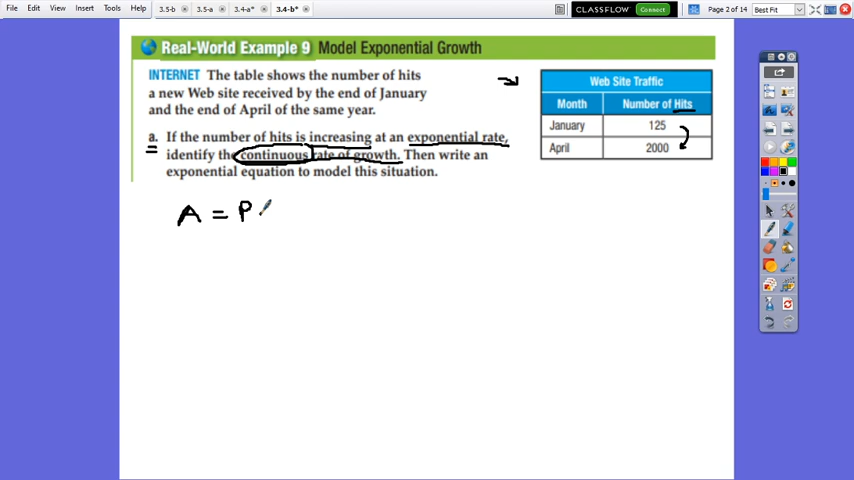 File Edit View Insert Tools Help
3.5-b 3.5-a 3.4-a* 3.4-b*
CLASSFLOW Connect
Page 2 of 14 Best Fit
Real-World Example 9 Model Exponential Growth
INTERNET The table shows the number of hits
a new Web site received by the end of January
and the end of April of the same year.
a. If the number of hits is increasing at an exponential rate,
identify the continuous rate of growth. Then write an
exponential equation to model this situation.
Web Site Traffic
Month Number of Hits
January 125
April 2000
A = P